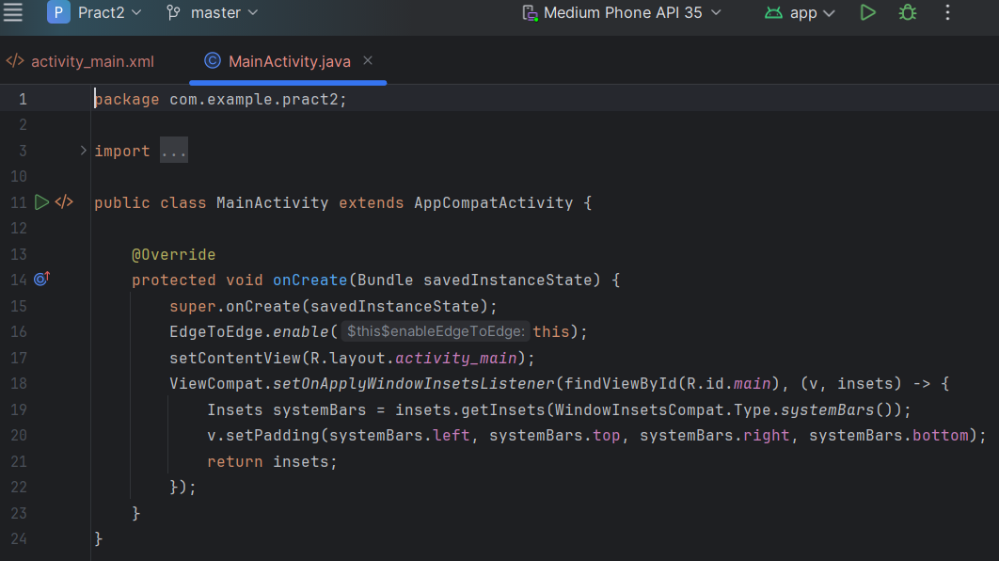 P Pract2 master Medium Phone API 35 app
</> activity_main.xml C MainActivity.java ×
1 package com.example.pract2;
2
3 > import ...
10
11 </> public class MainActivity extends AppCompatActivity {
12
13 @Override
14 protected void onCreate(Bundle savedInstanceState) {
15 super.onCreate(savedInstanceState);
16 EdgeToEdge.enable( $this$enableEdgeToEdge: this);
17 setContentView(R.layout.activity_main);
18 ViewCompat.setOnApplyWindowInsetsListener(findViewById(R.id.main), (v, insets) -> {
19 Insets systemBars = insets.getInsets(WindowInsetsCompat.Type.systemBars());
20 v.setPadding(systemBars.left, systemBars.top, systemBars.right, systemBars.bottom);
21 return insets;
22 });
23 }
24 }